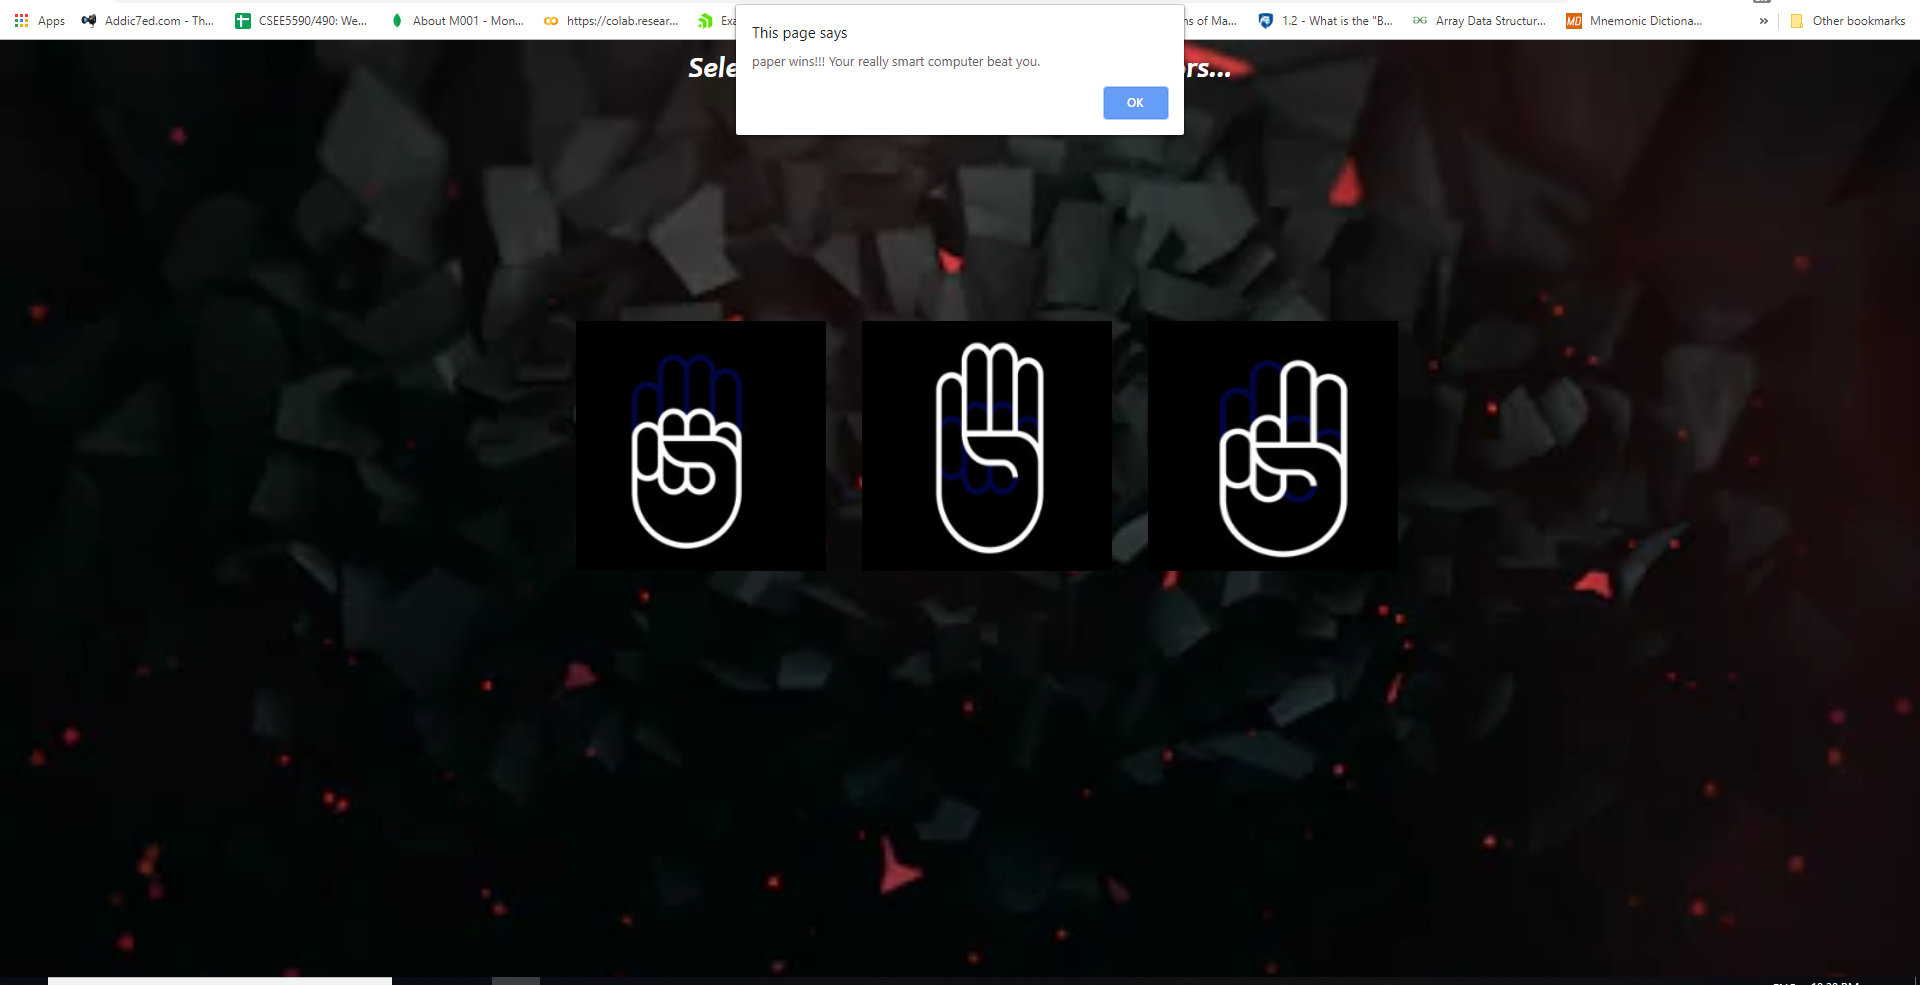 Apps Addic7ed.com - Th... CSEE5590/490: We... About M001 - Mon... https://colab.resear... Exa ns of Ma... 1.2 - What is the "B... Array Data Structur... Mnemonic Dictiona... » Other bookmarks
This page says
Sele rs...
paper wins!!! Your really smart computer beat you.
OK